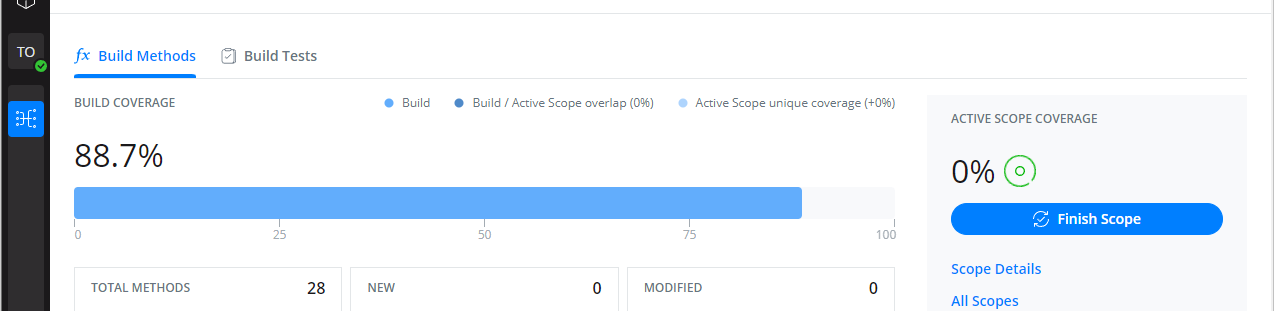 TO
fx Build Methods
Build Tests
BUILD COVERAGE
Build
Build / Active Scope overlap (0%)
Active Scope unique coverage (+0%)
88.7%
0 25 50 75 100
TOTAL METHODS 28
NEW 0
MODIFIED 0
ACTIVE SCOPE COVERAGE
0%
Finish Scope
Scope Details
All Scopes